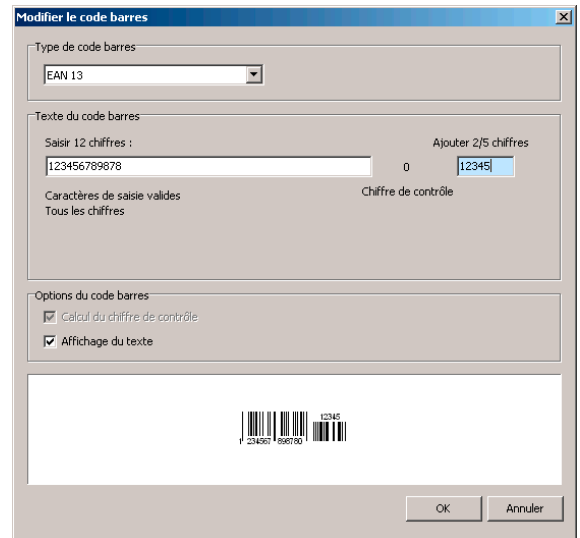 Modifier le code barres
Type de code barres
EAN 13
Texte du code barres
Saisir 12 chiffres :
Ajouter 2/5 chiffres
123456789878
0
12345
Caractères de saisie valides
Chiffre de contrôle
Tous les chiffres
Options du code barres
Calcul du chiffre de contrôle
Affichage du texte
12345
1 234567 898780
OK
Annuler